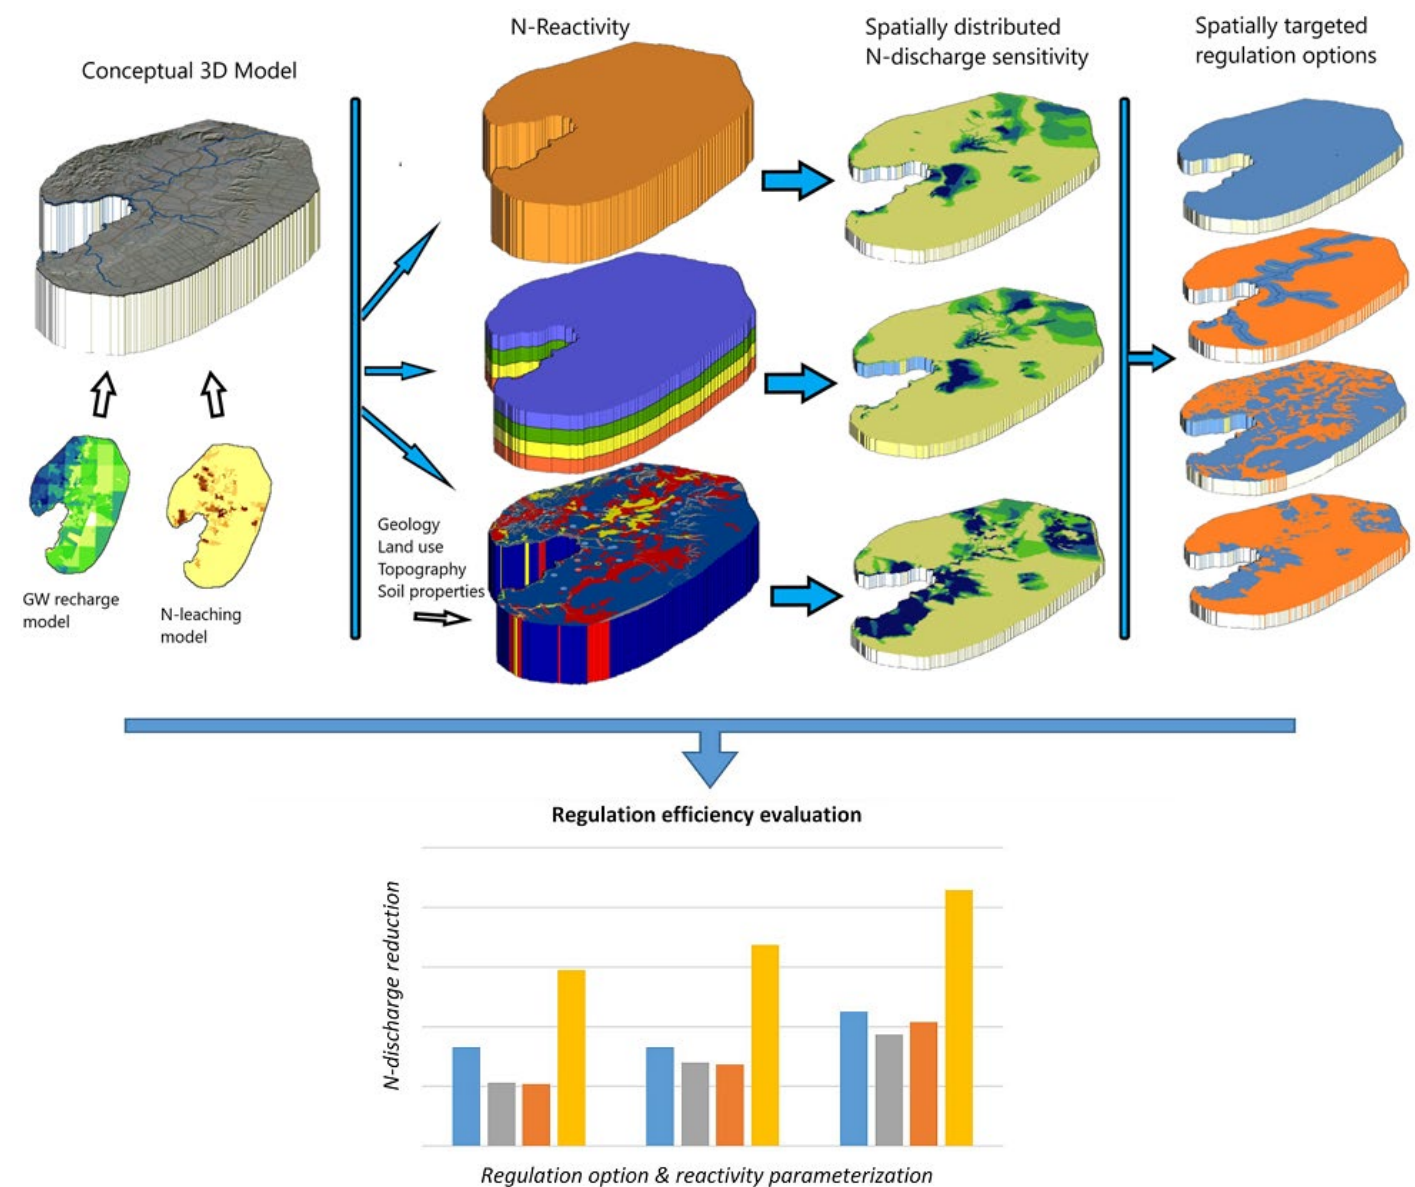 Conceptual 3D Model
N-Reactivity
Spatially distributed
N-discharge sensitivity
Spatially targeted
regulation options
GW recharge
model
N-leaching
model
Geology
Land use
Topography
Soil properties
Regulation efficiency evaluation
N-discharge reduction
Regulation option & reactivity parameterization